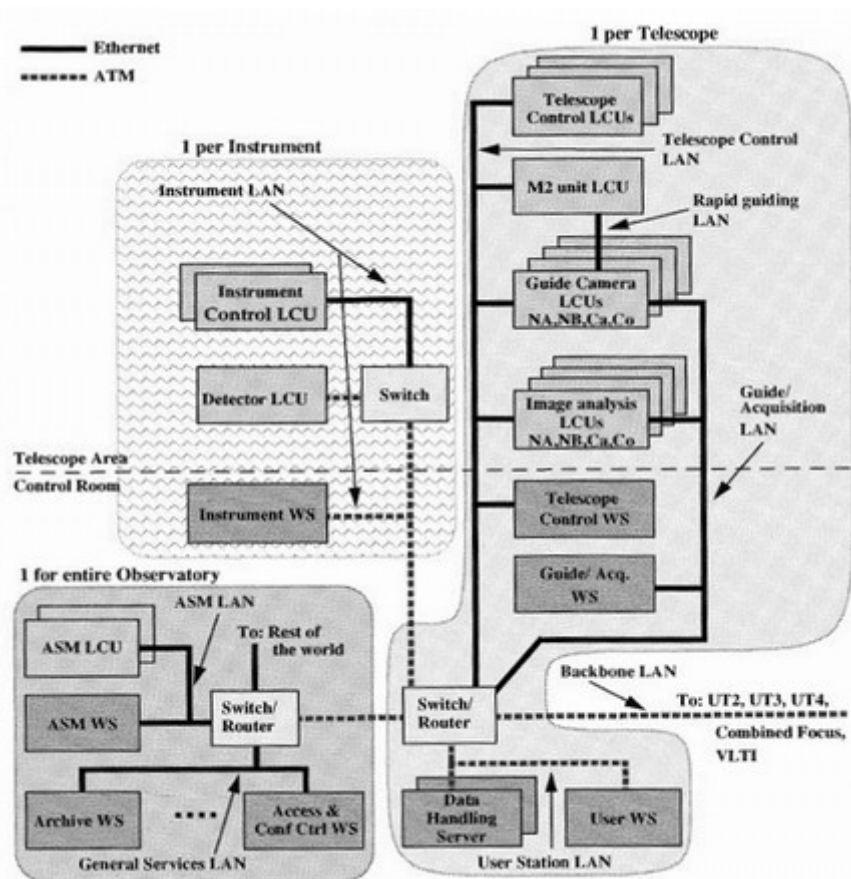 Ethernet
ATM
1 per Telescope
Telescope
Control LCUs
Telescope Control
LAN
M2 unit LCU
Rapid guiding
LAN
Guide Camera
LCUs
NA,NB,Ca,Co
Image analysis
LCUs
NA,NB,Ca,Co
Guide/
Acquisition
LAN
1 per Instrument
Instrument LAN
Instrument
Control LCU
Detector LCU
Switch
Telescope Area
Control Room
Instrument WS
Telescope
Control WS
Guide/ Acq.
WS
1 for entire Observatory
ASM LAN
ASM LCU
To: Rest of
the world
ASM WS
Switch/
Router
Switch/
Router
Backbone LAN
To: UT2, UT3, UT4,
Combined Focus,
VLTI
Archive WS
Access &
Conf Ctrl WS
General Services LAN
Data
Handling
Server
User WS
User Station LAN